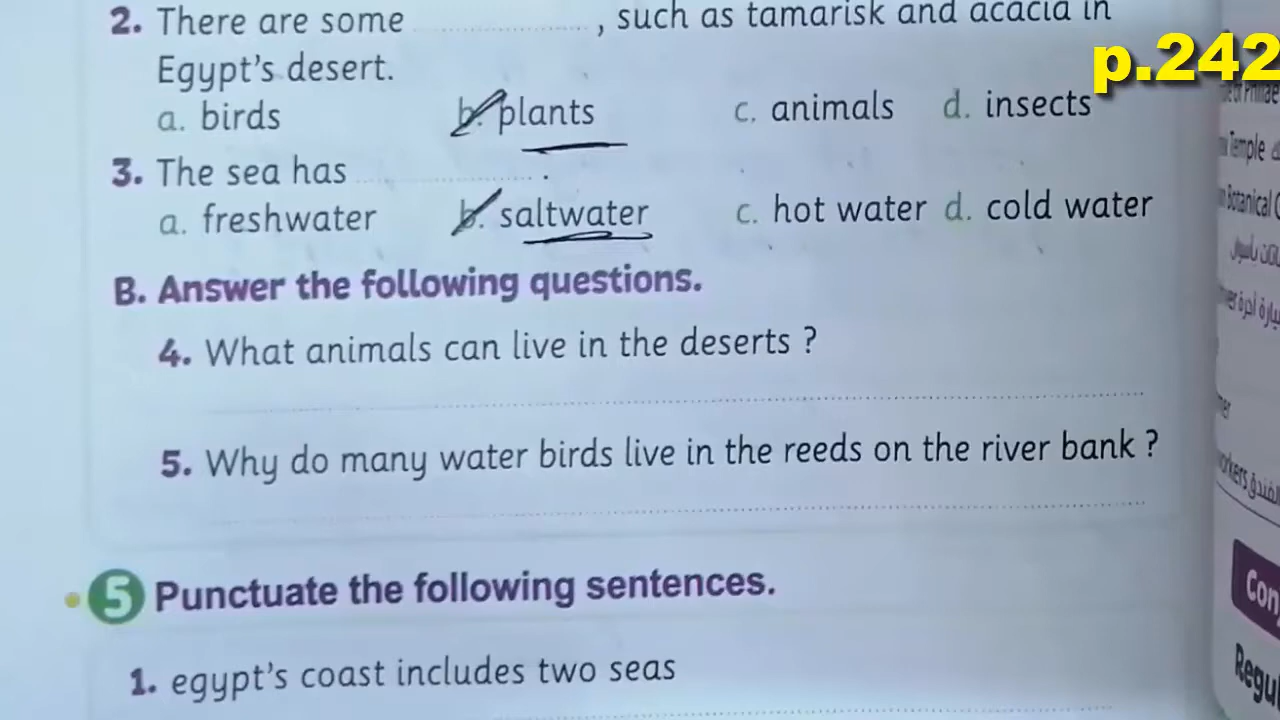 2. There are some .................. , such as tamarisk and acacia in
Egypt's desert.
a. birds b. plants c. animals d. insects
3. The sea has .................. .
a. freshwater b. saltwater c. hot water d. cold water
B. Answer the following questions.
4. What animals can live in the deserts ?
5. Why do many water birds live in the reeds on the river bank ?
5 Punctuate the following sentences.
1. egypt's coast includes two seas
p.242
Temple
Botanical
Con
Regul